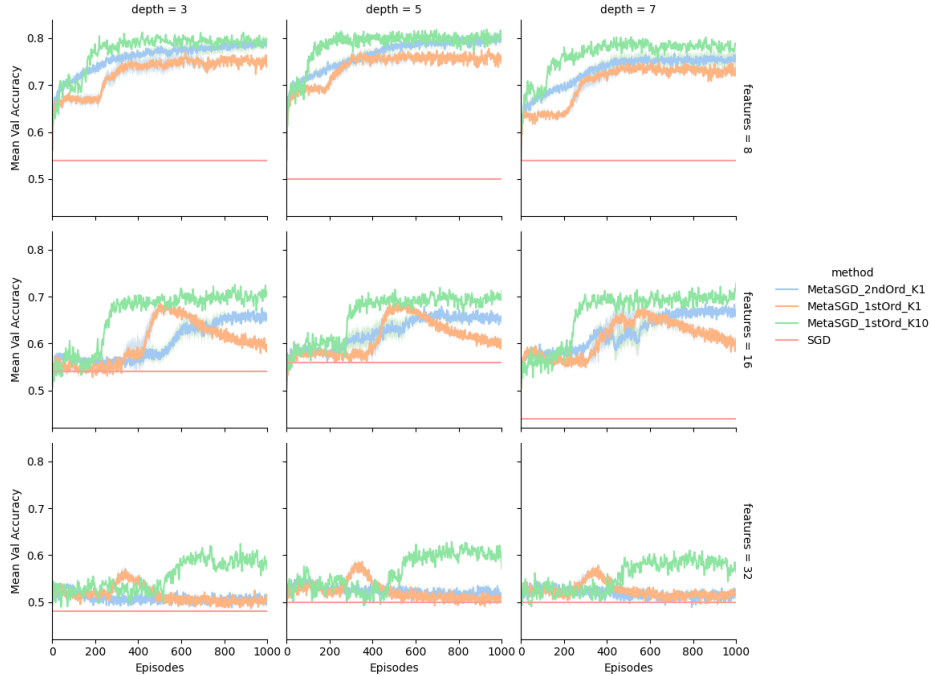 depth = 3
depth = 5
depth = 7
0.8
0.7
0.6
0.5
Mean Val Accuracy
features = 8
0.8
0.7
0.6
0.5
Mean Val Accuracy
features = 16
method
MetaSGD_2ndOrd_K1
MetaSGD_1stOrd_K1
MetaSGD_1stOrd_K10
SGD
0.8
0.7
0.6
0.5
Mean Val Accuracy
features = 32
0 200 400 600 800 1000
0 200 400 600 800 1000
0 200 400 600 800 1000
Episodes
Episodes
Episodes